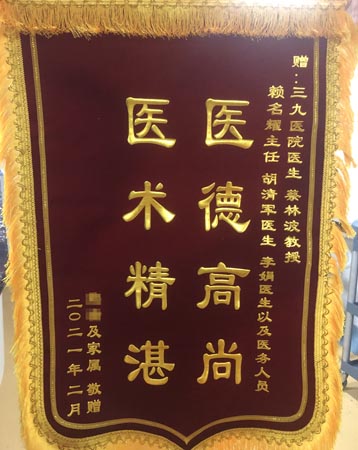 赠：三九医院医生 蔡林波教授
赖名耀主任 胡清军医生 李娟医生以及医务人员
医德高尚
医术精湛
及家属 敬赠
二〇二一年二月